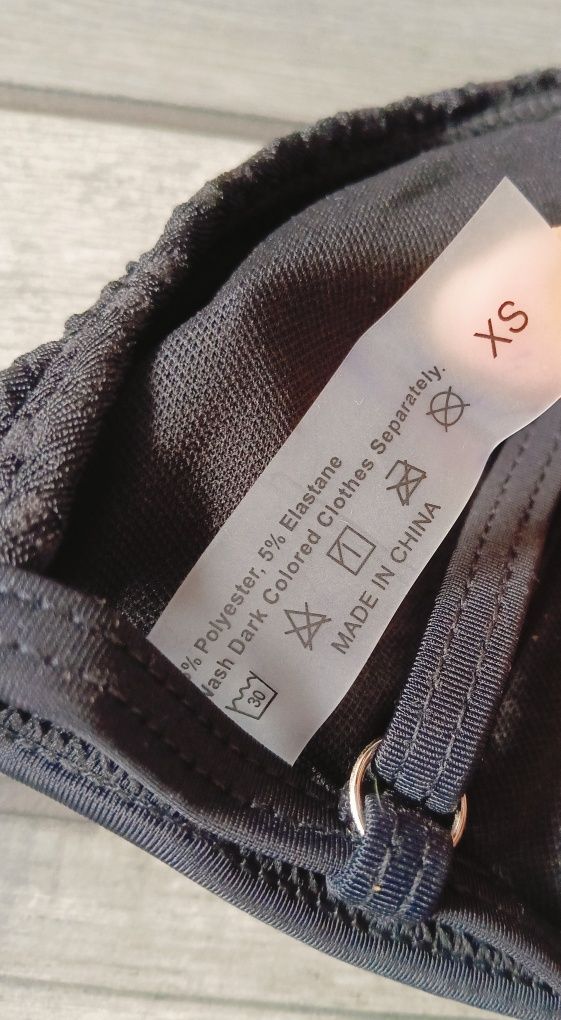 XS
% Polyester, 5% Elastane
Wash Dark Colored Clothes Separately.
30
MADE IN CHINA